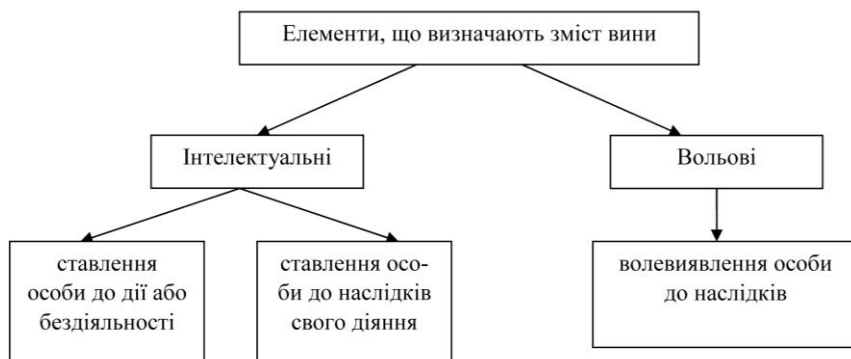 Елементи, що визначають зміст вини
Інтелектуальні
Вольові
ставлення
особи до дії або
бездіяльності
ставлення осо-
би до наслідків
свого діяння
волевиявлення особи
до наслідків